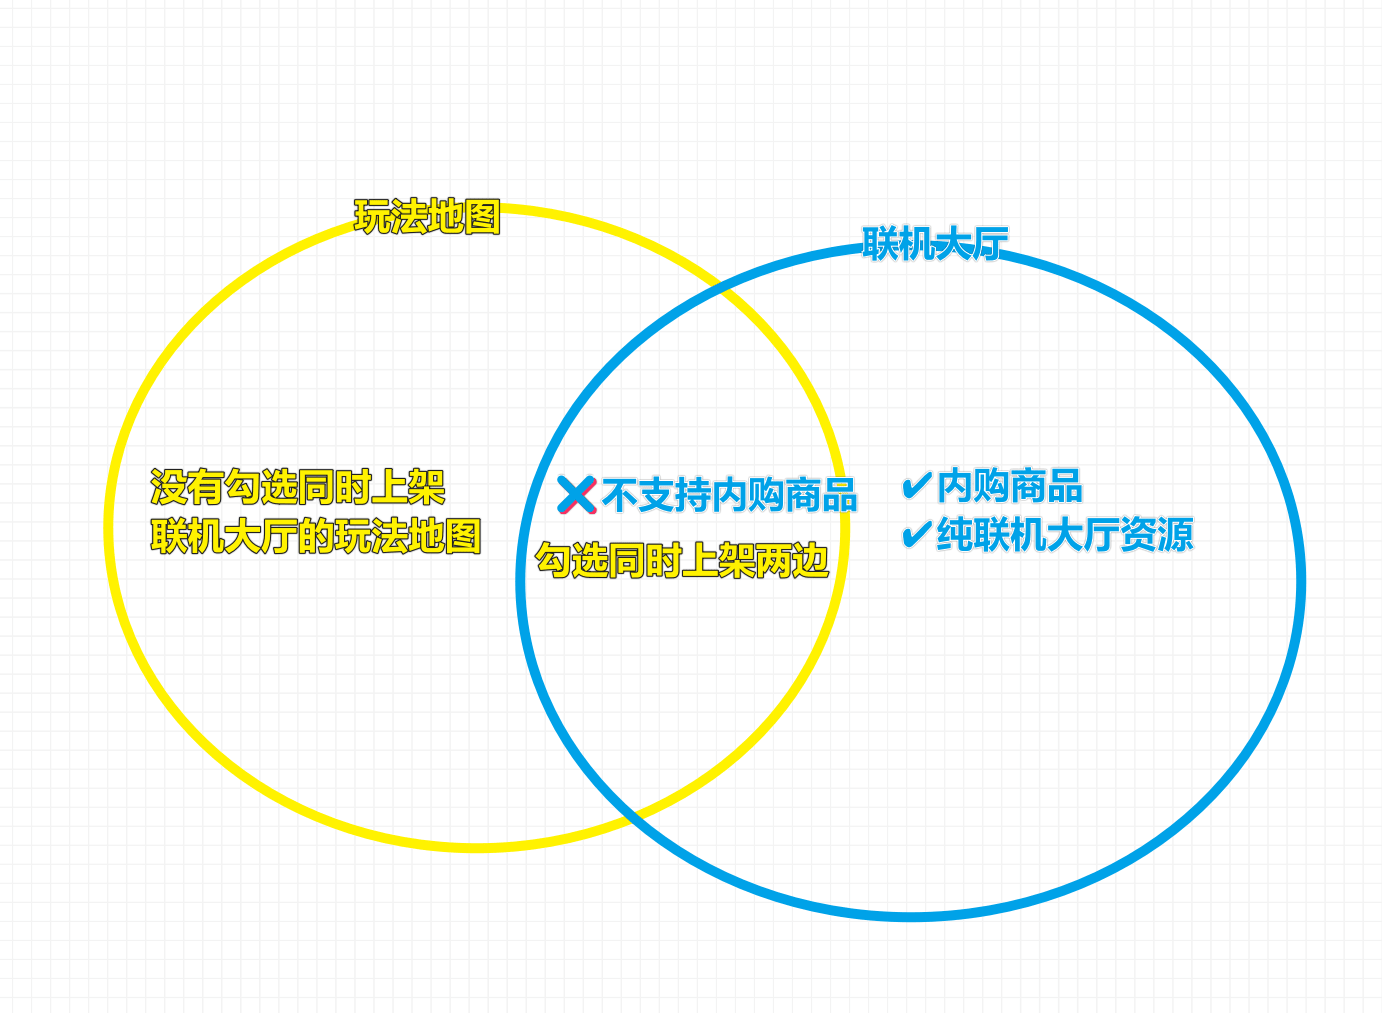 玩法地图
联机大厅
没有勾选同时上架
联机大厅的玩法地图
❌不支持内购商品
勾选同时上架两边
✔内购商品
✔纯联机大厅资源